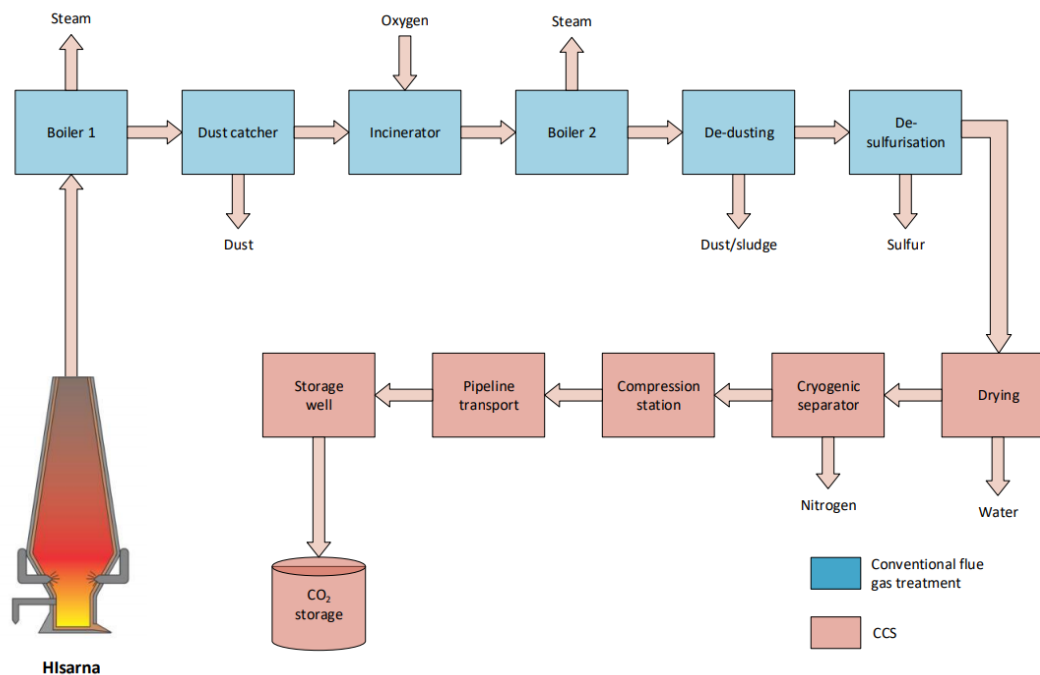 Steam
Oxygen
Steam
Boiler 1
Dust catcher
Incinerator
Boiler 2
De-dusting
De-
sulfurisation
Dust
Dust/sludge
Sulfur
Storage
well
Pipeline
transport
Compression
station
Cryogenic
separator
Drying
Nitrogen
Water
CO₂
storage
Conventional flue
gas treatment
CCS
HIsarna